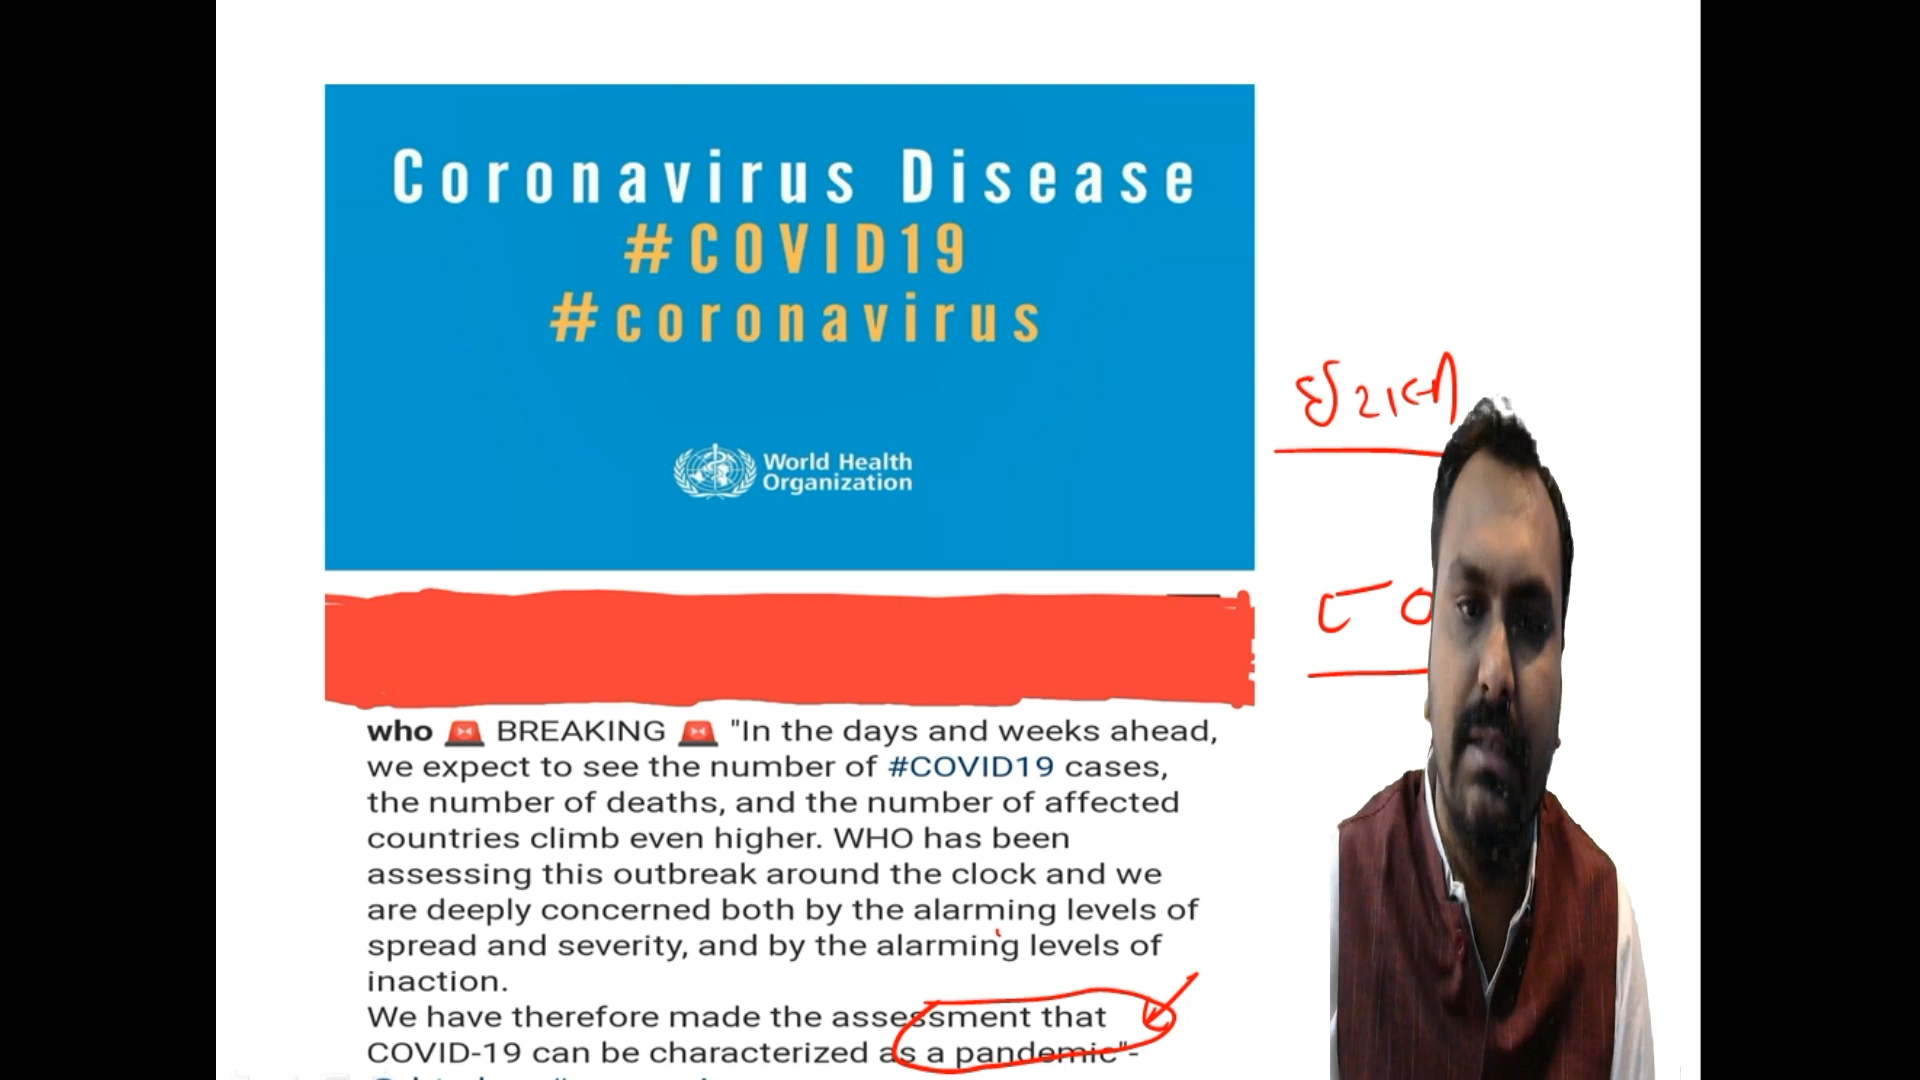 Coronavirus Disease
#COVID19
#coronavirus
World Health
Organization
who 🚨 BREAKING 🚨 "In the days and weeks ahead,
we expect to see the number of #COVID19 cases,
the number of deaths, and the number of affected
countries climb even higher. WHO has been
assessing this outbreak around the clock and we
are deeply concerned both by the alarming levels of
spread and severity, and by the alarming levels of
inaction.
We have therefore made the assessment that
COVID-19 can be characterized as a pandemic"-